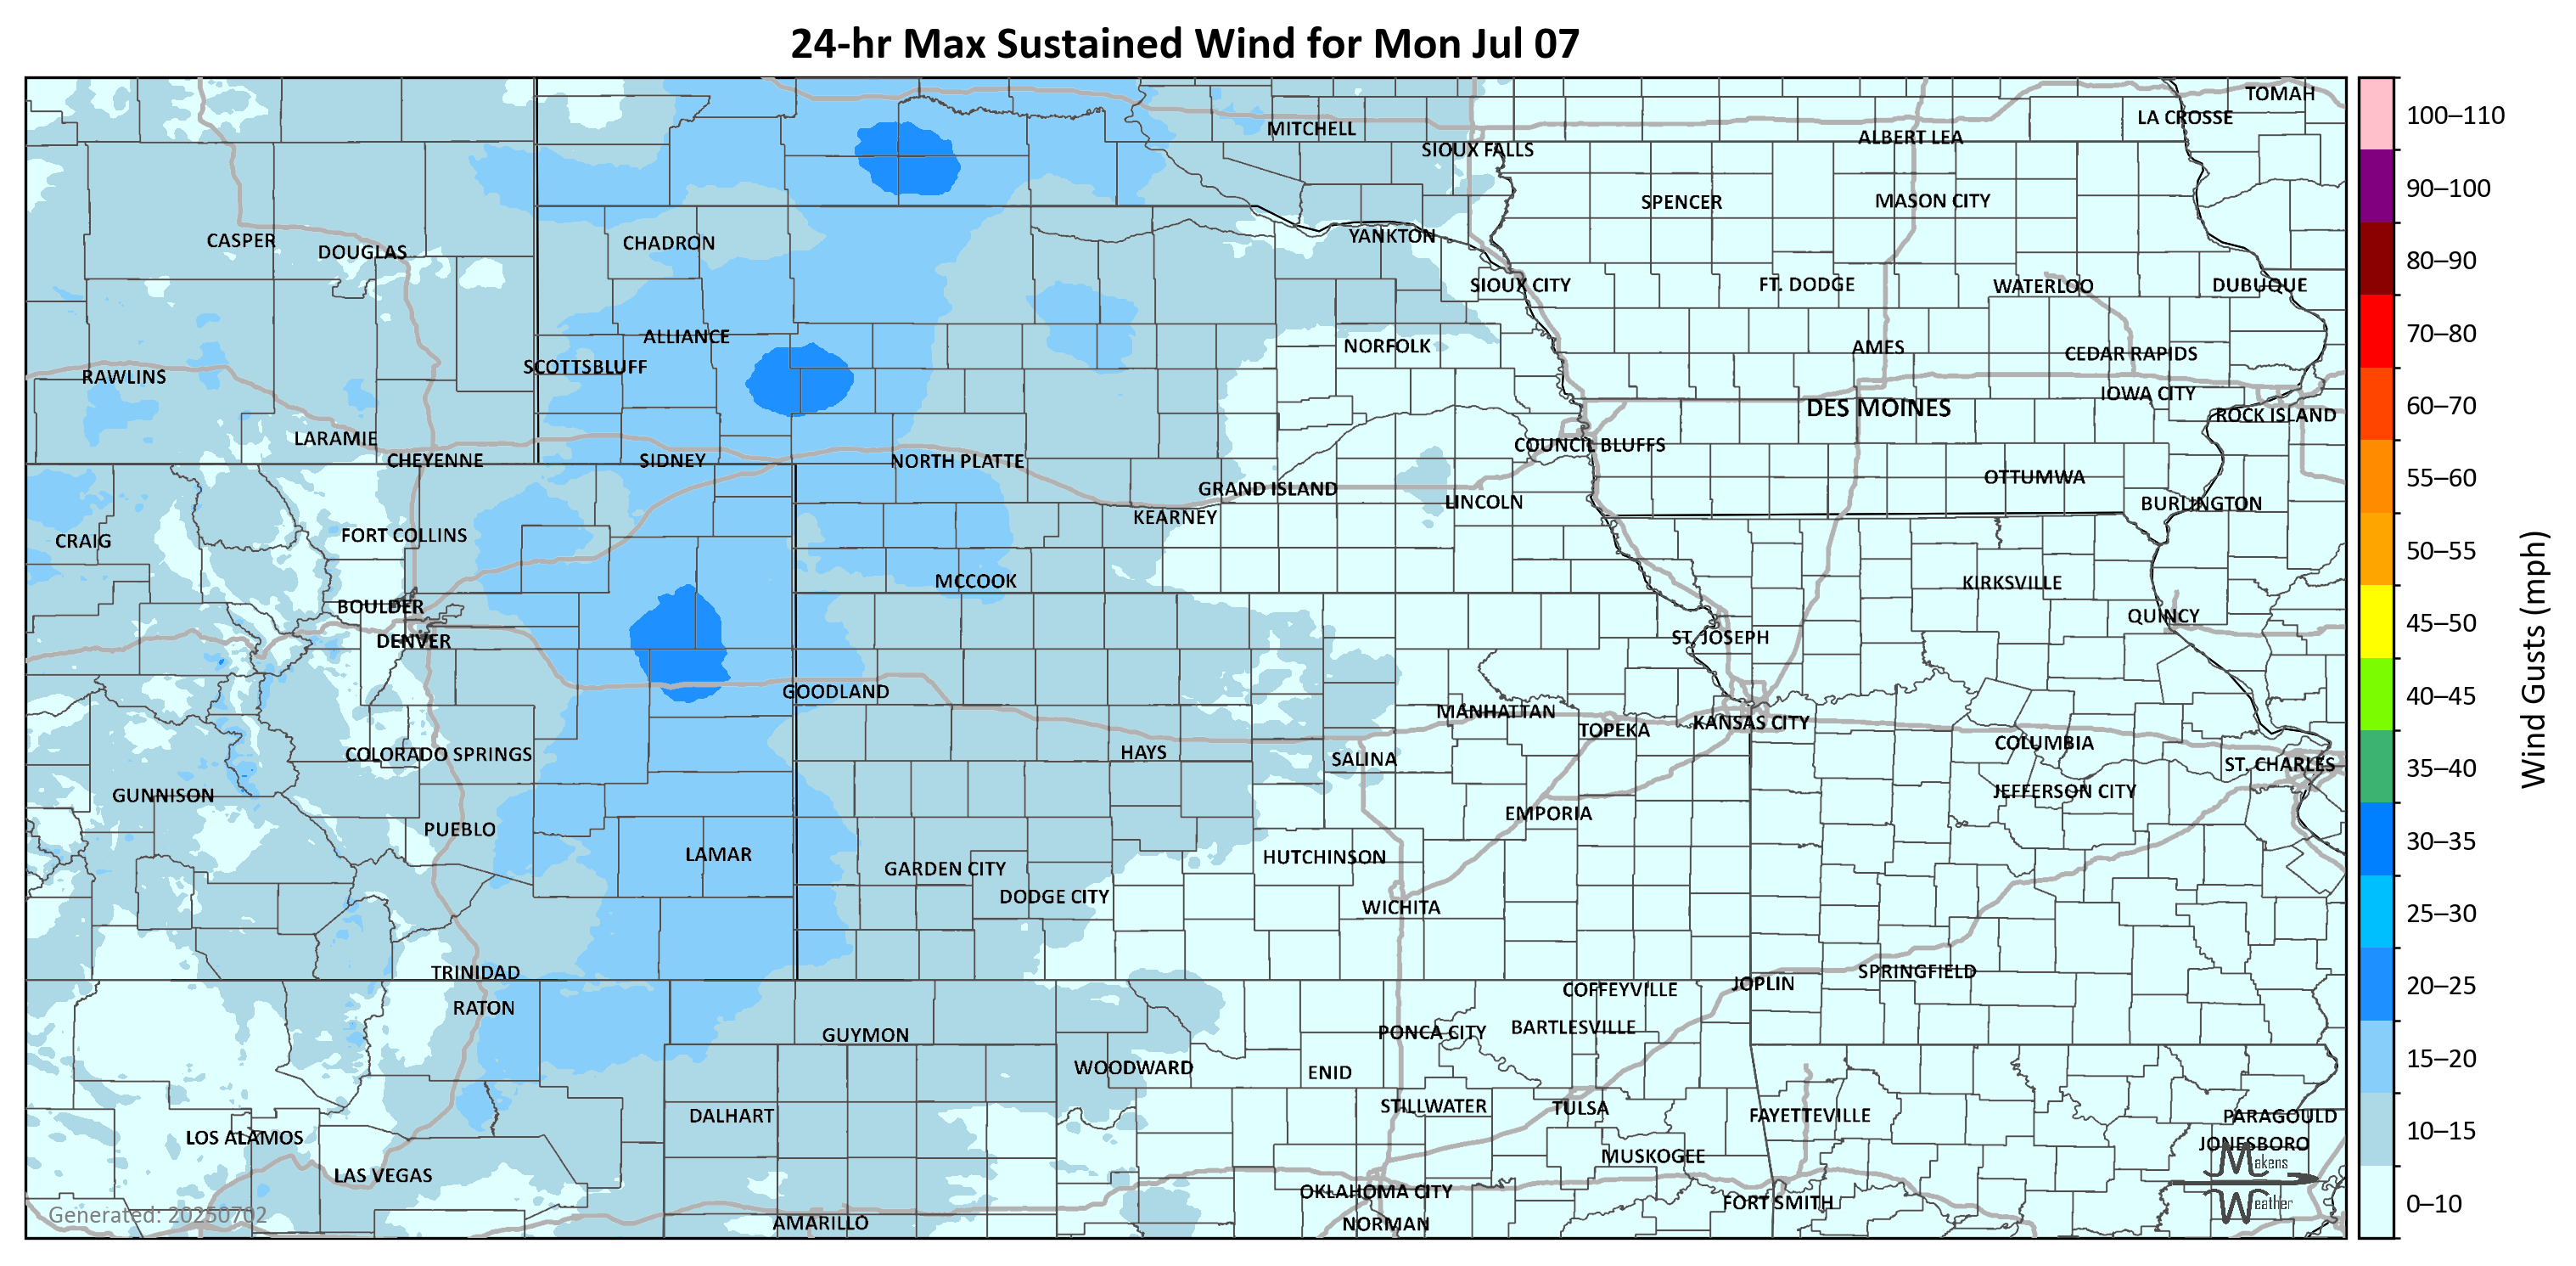 24-hr Max Sustained Wind for Mon Jul 07
TOMAH
LA CROSSE
MITCHELL
ALBERT LEA
SIOUX FALLS
SPENCER
MASON CITY
CASPER
DOUGLAS
CHADRON
YANKTON
SIOUX CITY
FT. DODGE
WATERLOO
DUBUQUE
ALLIANCE
NORFOLK
AMES
CEDAR RAPIDS
SCOTTSBLUFF
RAWLINS
IOWA CITY
DES MOINES
ROCK ISLAND
LARAMIE
COUNCIL BLUFFS
CHEYENNE
SIDNEY
NORTH PLATTE
OTTUMWA
GRAND ISLAND
LINCOLN
BURLINGTON
KEARNEY
FORT COLLINS
CRAIG
MCCOOK
KIRKSVILLE
BOULDER
QUINCY
DENVER
ST. JOSEPH
GOODLAND
MANHATTAN
TOPEKA
KANSAS CITY
COLUMBIA
COLORADO SPRINGS
HAYS
SALINA
ST. CHARLES
GUNNISON
JEFFERSON CITY
EMPORIA
PUEBLO
LAMAR
HUTCHINSON
GARDEN CITY
DODGE CITY
WICHITA
TRINIDAD
SPRINGFIELD
JOPLIN
COFFEYVILLE
RATON
GUYMON
PONCA CITY
BARTLESVILLE
WOODWARD
ENID
STILLWATER
TULSA
DALHART
FAYETTEVILLE
PARAGOULD
LOS ALAMOS
JONESBORO
MUSKOGEE
LAS VEGAS
OKLAHOMA CITY
FORT SMITH
AMARILLO
NORMAN
Generated: 20250702
Makens
Weather
100–110
90–100
80–90
70–80
60–70
55–60
50–55
45–50
40–45
35–40
30–35
25–30
20–25
15–20
10–15
0–10
Wind Gusts (mph)